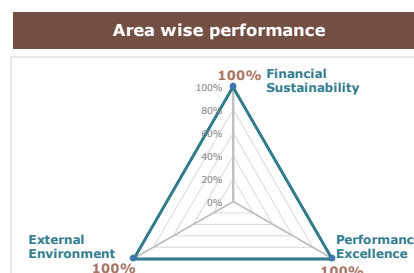 Area wise performance
100% Financial
Sustainability
100%
80%
60%
40%
20%
0%
External
Environment
100%
Performanc
Excellence
100%